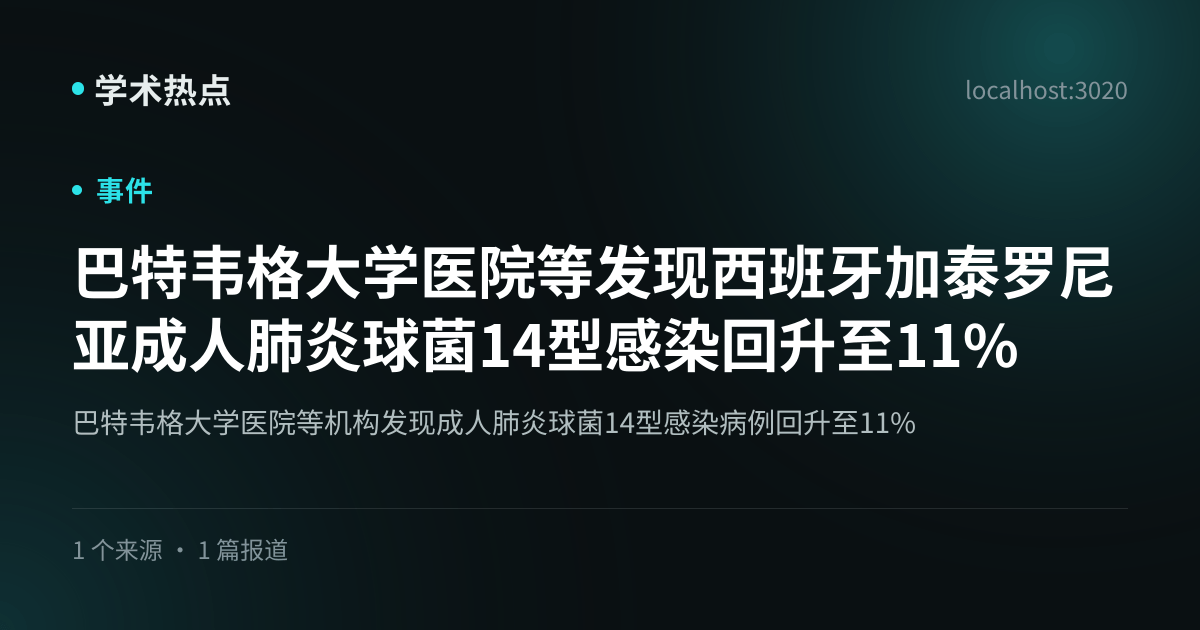 学术热点
localhost:3020
事件
巴特韦格大学医院等发现西班牙加泰罗尼
亚成人肺炎球菌14型感染回升至11%
巴特韦格大学医院等机构发现成人肺炎球菌14型感染病例回升至11%
1 个来源 · 1 篇报道